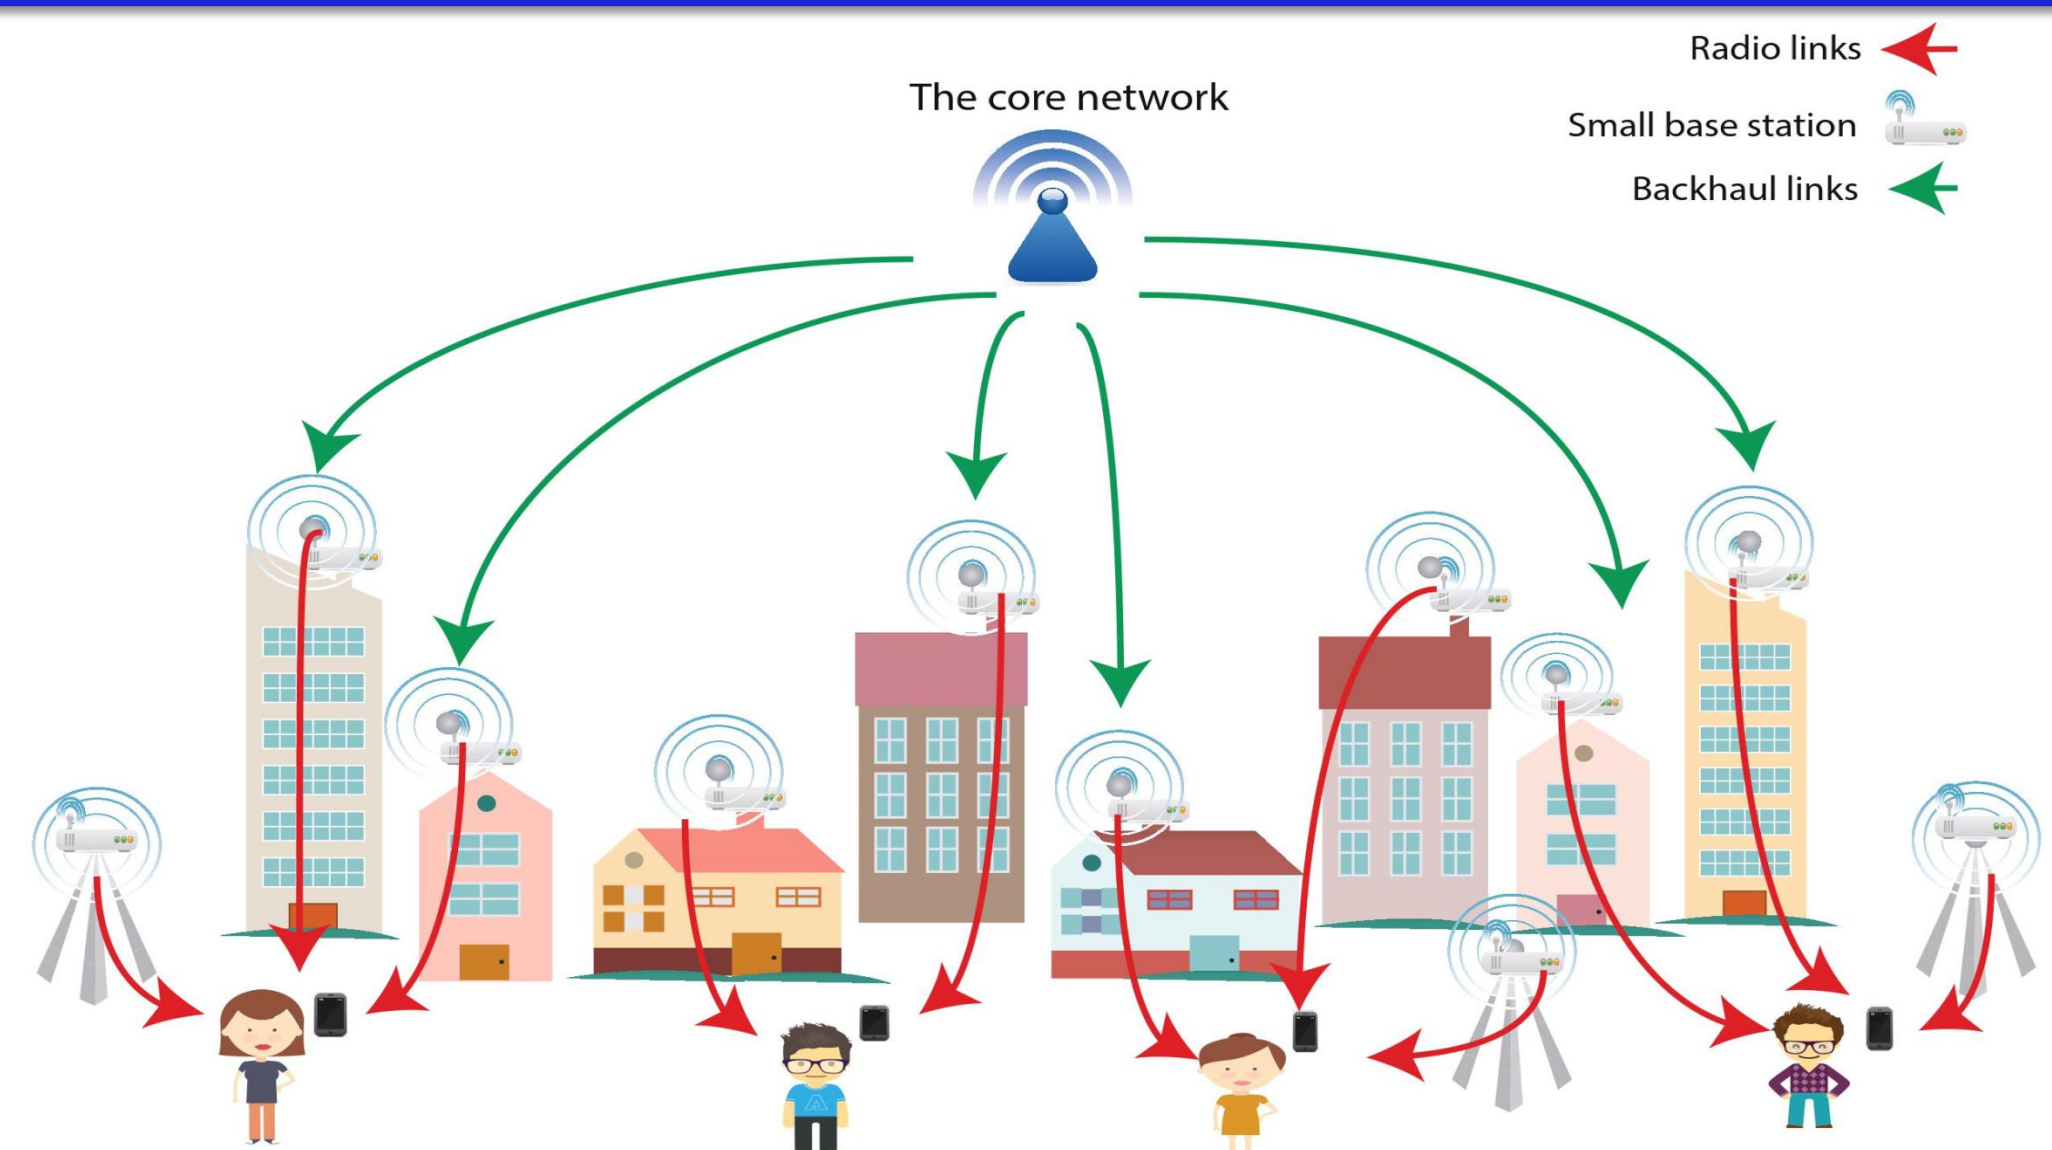 Radio links
The core network
Small base station
Backhaul links